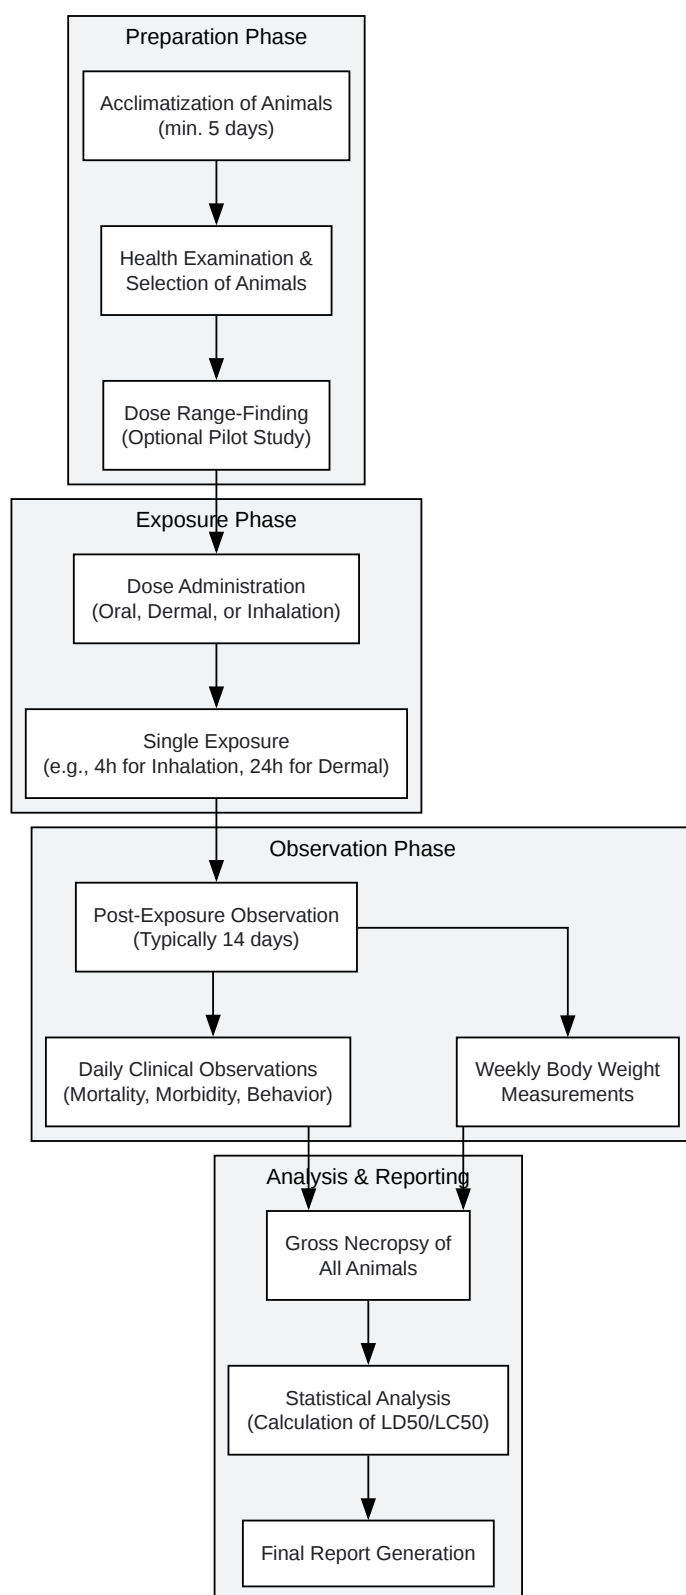 Preparation Phase
Acclimatization of Animals
(min. 5 days)
Health Examination &
Selection of Animals
Dose Range-Finding
(Optional Pilot Study)
Exposure Phase
Dose Administration
(Oral, Dermal, or Inhalation)
Single Exposure
(e.g., 4h for Inhalation, 24h for Dermal)
Observation Phase
Post-Exposure Observation
(Typically 14 days)
Daily Clinical Observations
(Mortality, Morbidity, Behavior)
Weekly Body Weight
Measurements
Analysis & Reporting
Gross Necropsy of
All Animals
Statistical Analysis
(Calculation of LD50/LC50)
Final Report Generation